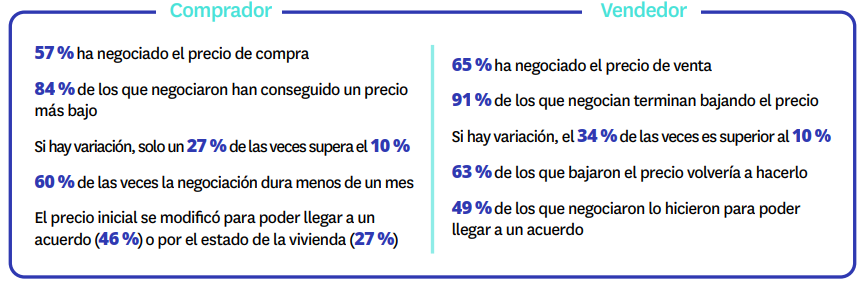 Comprador
57 % ha negociado el precio de compra
84 % de los que negociaron han conseguido un precio
más bajo
Si hay variación, solo un 27 % de las veces supera el 10 %
60 % de las veces la negociación dura menos de un mes
El precio inicial se modificó para poder llegar a un
acuerdo (46 %) o por el estado de la vivienda (27 %)
Vendedor
65 % ha negociado el precio de venta
91 % de los que negocian terminan bajando el precio
Si hay variación, el 34 % de las veces es superior al 10 %
63 % de los que bajaron el precio volvería a hacerlo
49 % de los que negociaron lo hicieron para poder
llegar a un acuerdo